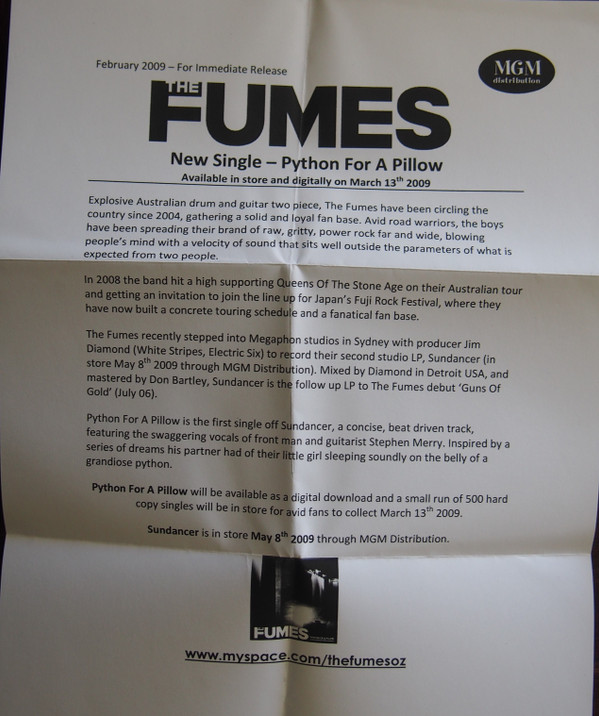 February 2009 – For Immediate Release
MGM
distribution
THE
FUMES
New Single – Python For A Pillow
Available in store and digitally on March 13th 2009
Explosive Australian drum and guitar two piece, The Fumes have been circling the
country since 2004, gathering a solid and loyal fan base. Avid road warriors, the boys
have been spreading their brand of raw, gritty, power rock far and wide, blowing
people's mind with a velocity of sound that sits well outside the parameters of what is
expected from two people.
In 2008 the band hit a high supporting Queens Of The Stone Age on their Australian tour
and getting an invitation to join the line up for Japan's Fuji Rock Festival, where they
have now built a concrete touring schedule and a fanatical fan base.
The Fumes recently stepped into Megaphon studios in Sydney with producer Jim
Diamond (White Stripes, Electric Six) to record their second studio LP, Sundancer (in
store May 8th 2009 through MGM Distribution). Mixed by Diamond in Detroit USA, and
mastered by Don Bartley, Sundancer is the follow up LP to The Fumes debut 'Guns Of
Gold' (July 06).
Python For A Pillow is the first single off Sundancer, a concise, beat driven track,
featuring the swaggering vocals of front man and guitarist Stephen Merry. Inspired by a
series of dreams his partner had of their little girl sleeping soundly on the belly of a
grandiose python.
Python For A Pillow will be available as a digital download and a small run of 500 hard
copy singles will be in store for avid fans to collect March 13th 2009.
Sundancer is in store May 8th 2009 through MGM Distribution.
FUMES
www.myspace.com/thefumesoz